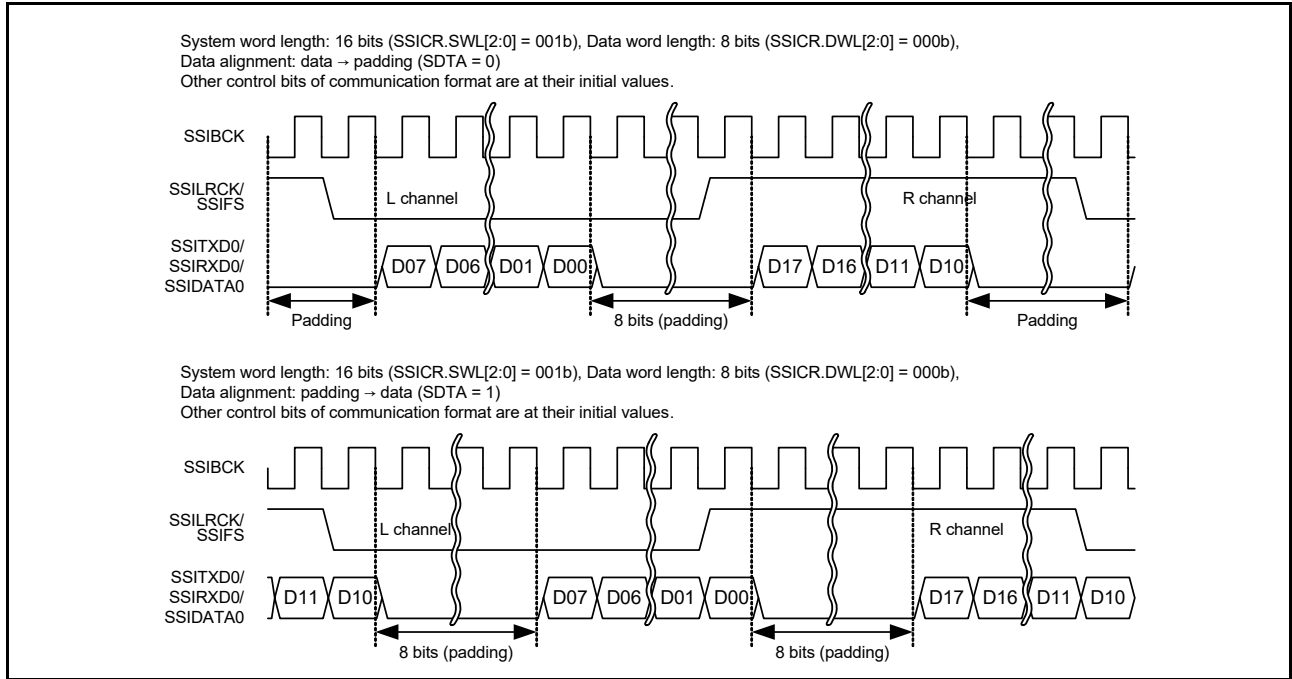 System word length: 16 bits (SSICR.SWL[2:0] = 001b), Data word length: 8 bits (SSICR.DWL[2:0] = 000b),
Data alignment: data → padding (SDTA = 0)
Other control bits of communication format are at their initial values.
SSIBCK
SSILRCK/
SSIFS
L channel
R channel
SSITXD0/
SSIRXD0/
SSIDATA0
D07 D06 D01 D00 D17 D16 D11 D10
Padding
8 bits (padding)
Padding
System word length: 16 bits (SSICR.SWL[2:0] = 001b), Data word length: 8 bits (SSICR.DWL[2:0] = 000b),
Data alignment: padding → data (SDTA = 1)
Other control bits of communication format are at their initial values.
SSIBCK
SSILRCK/
SSIFS
L channel
R channel
SSITXD0/
SSIRXD0/
SSIDATA0
D11 D10 D07 D06 D01 D00 D17 D16 D11 D10
8 bits (padding)
8 bits (padding)